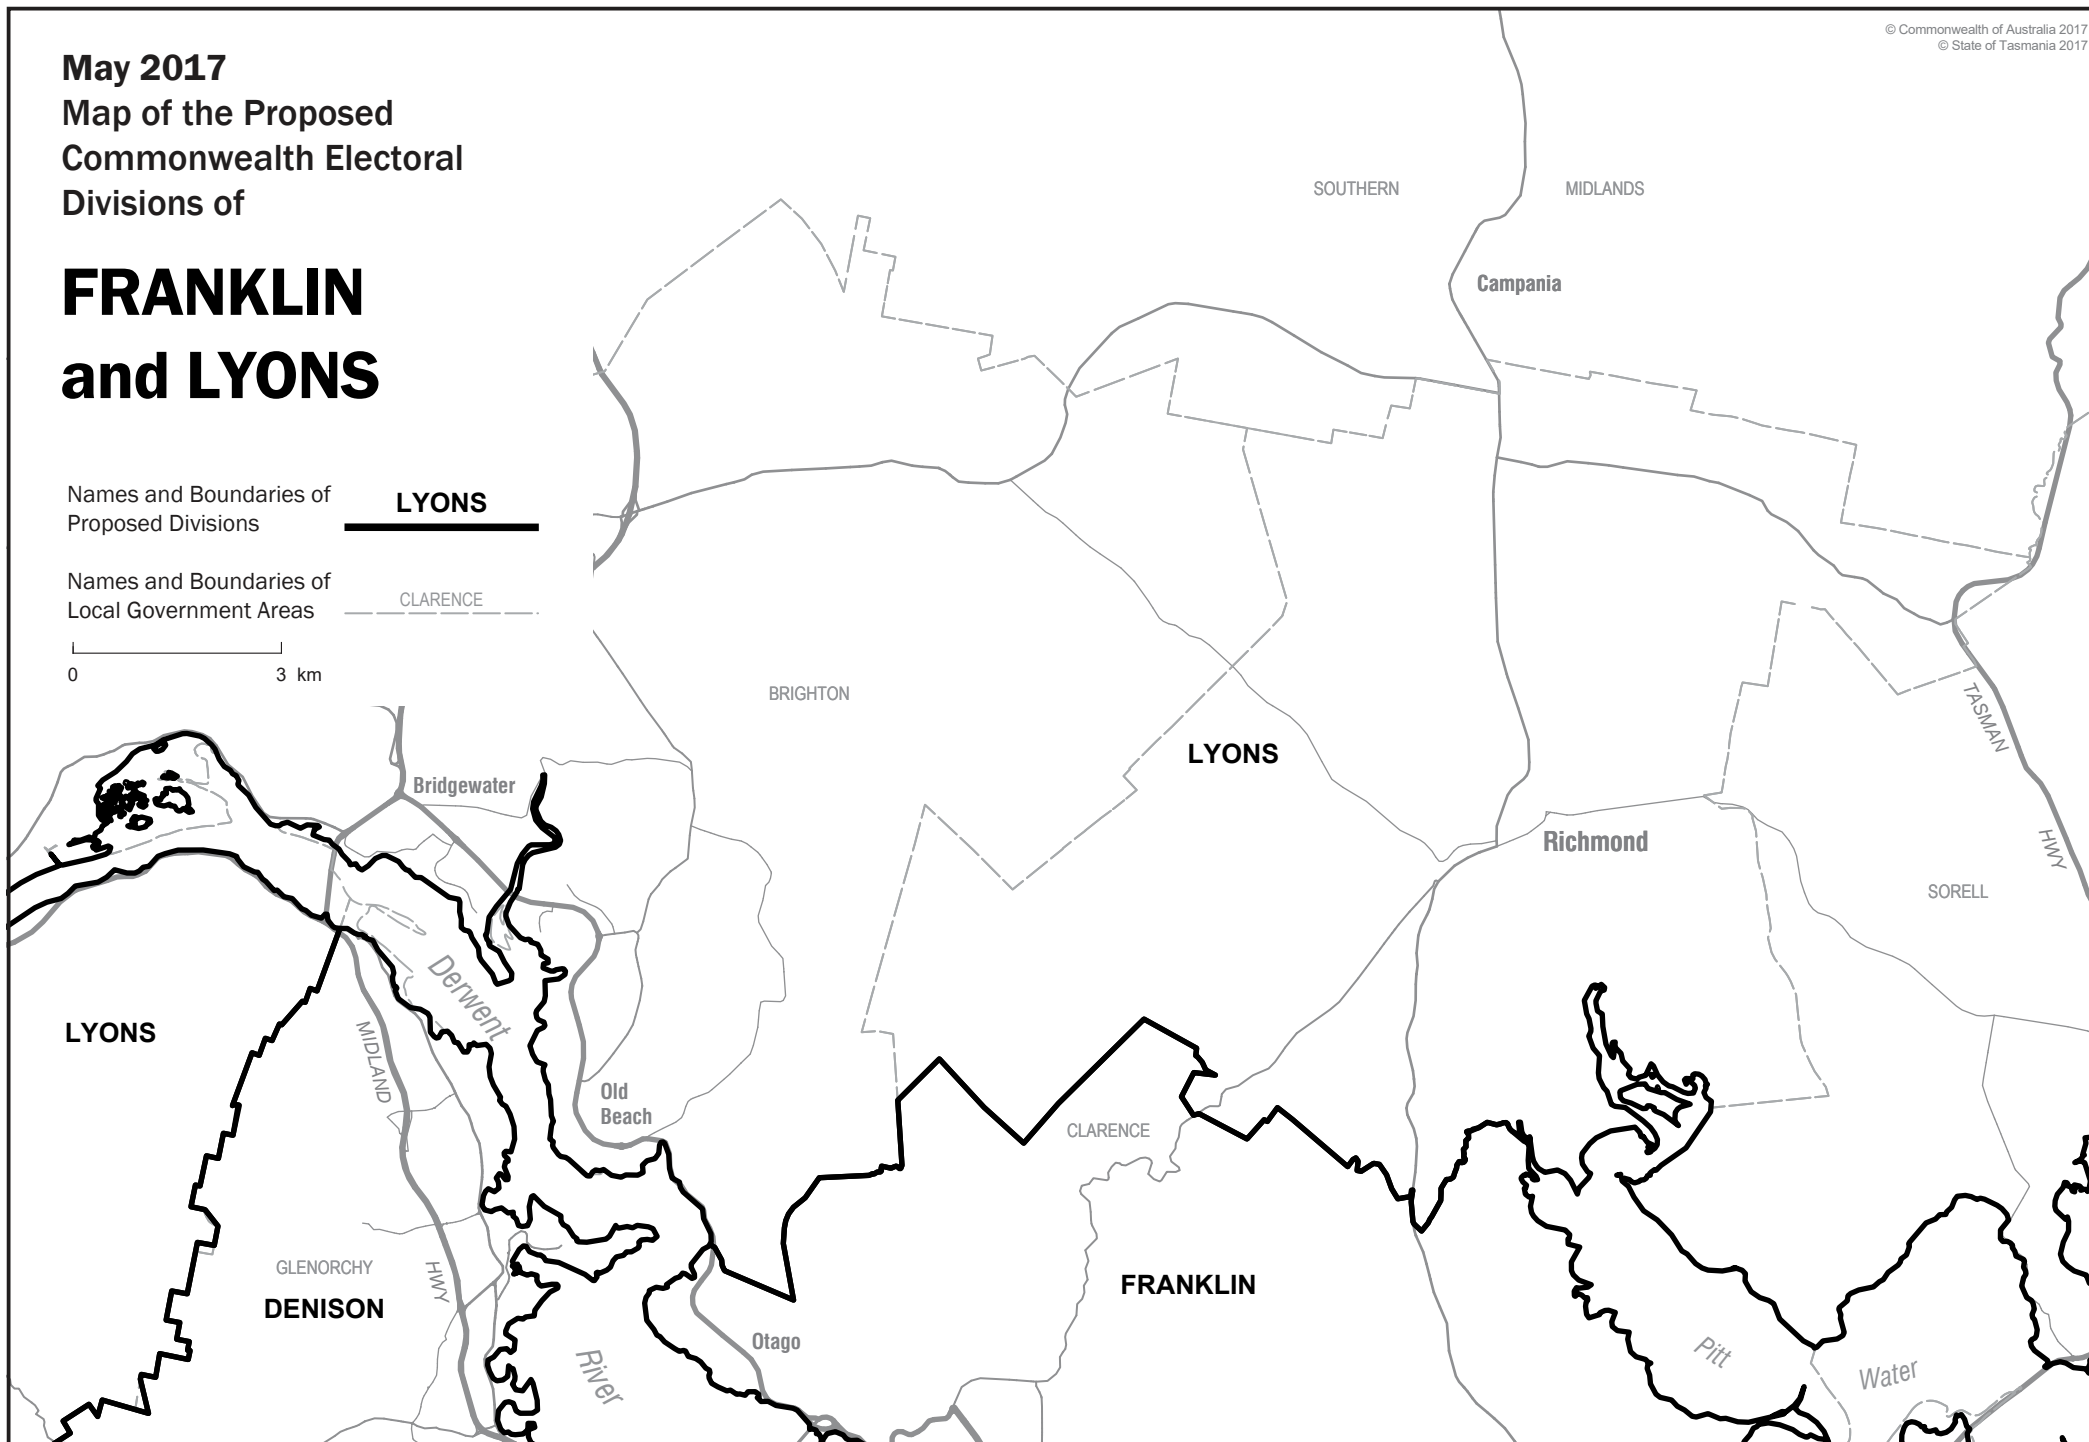 © Commonwealth of Australia 2017
© State of Tasmania 2017
May 2017
Map of the Proposed
Commonwealth Electoral
Divisions of
FRANKLIN
and LYONS
Names and Boundaries of
Proposed Divisions
LYONS
Names and Boundaries of
Local Government Areas
CLARENCE
0 3 km
SOUTHERN MIDLANDS
Campania
BRIGHTON
LYONS
TASMAN
HWY
Bridgewater
Richmond
SORELL
Derwent
LYONS
MIDLAND
Old
Beach
CLARENCE
GLENORCHY
HWY
DENISON
FRANKLIN
Otago
River
Pitt
Water